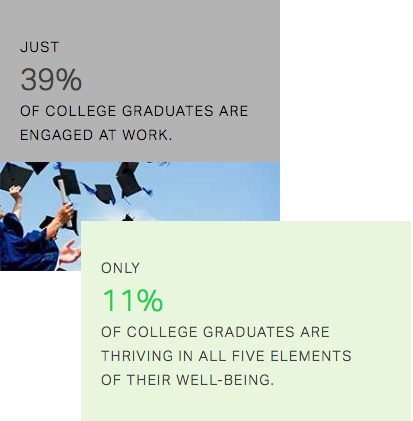 JUST
39%
OF COLLEGE GRADUATES ARE
ENGAGED AT WORK.
ONLY
11%
OF COLLEGE GRADUATES ARE
THRIVING IN ALL FIVE ELEMENTS
OF THEIR WELL-BEING.